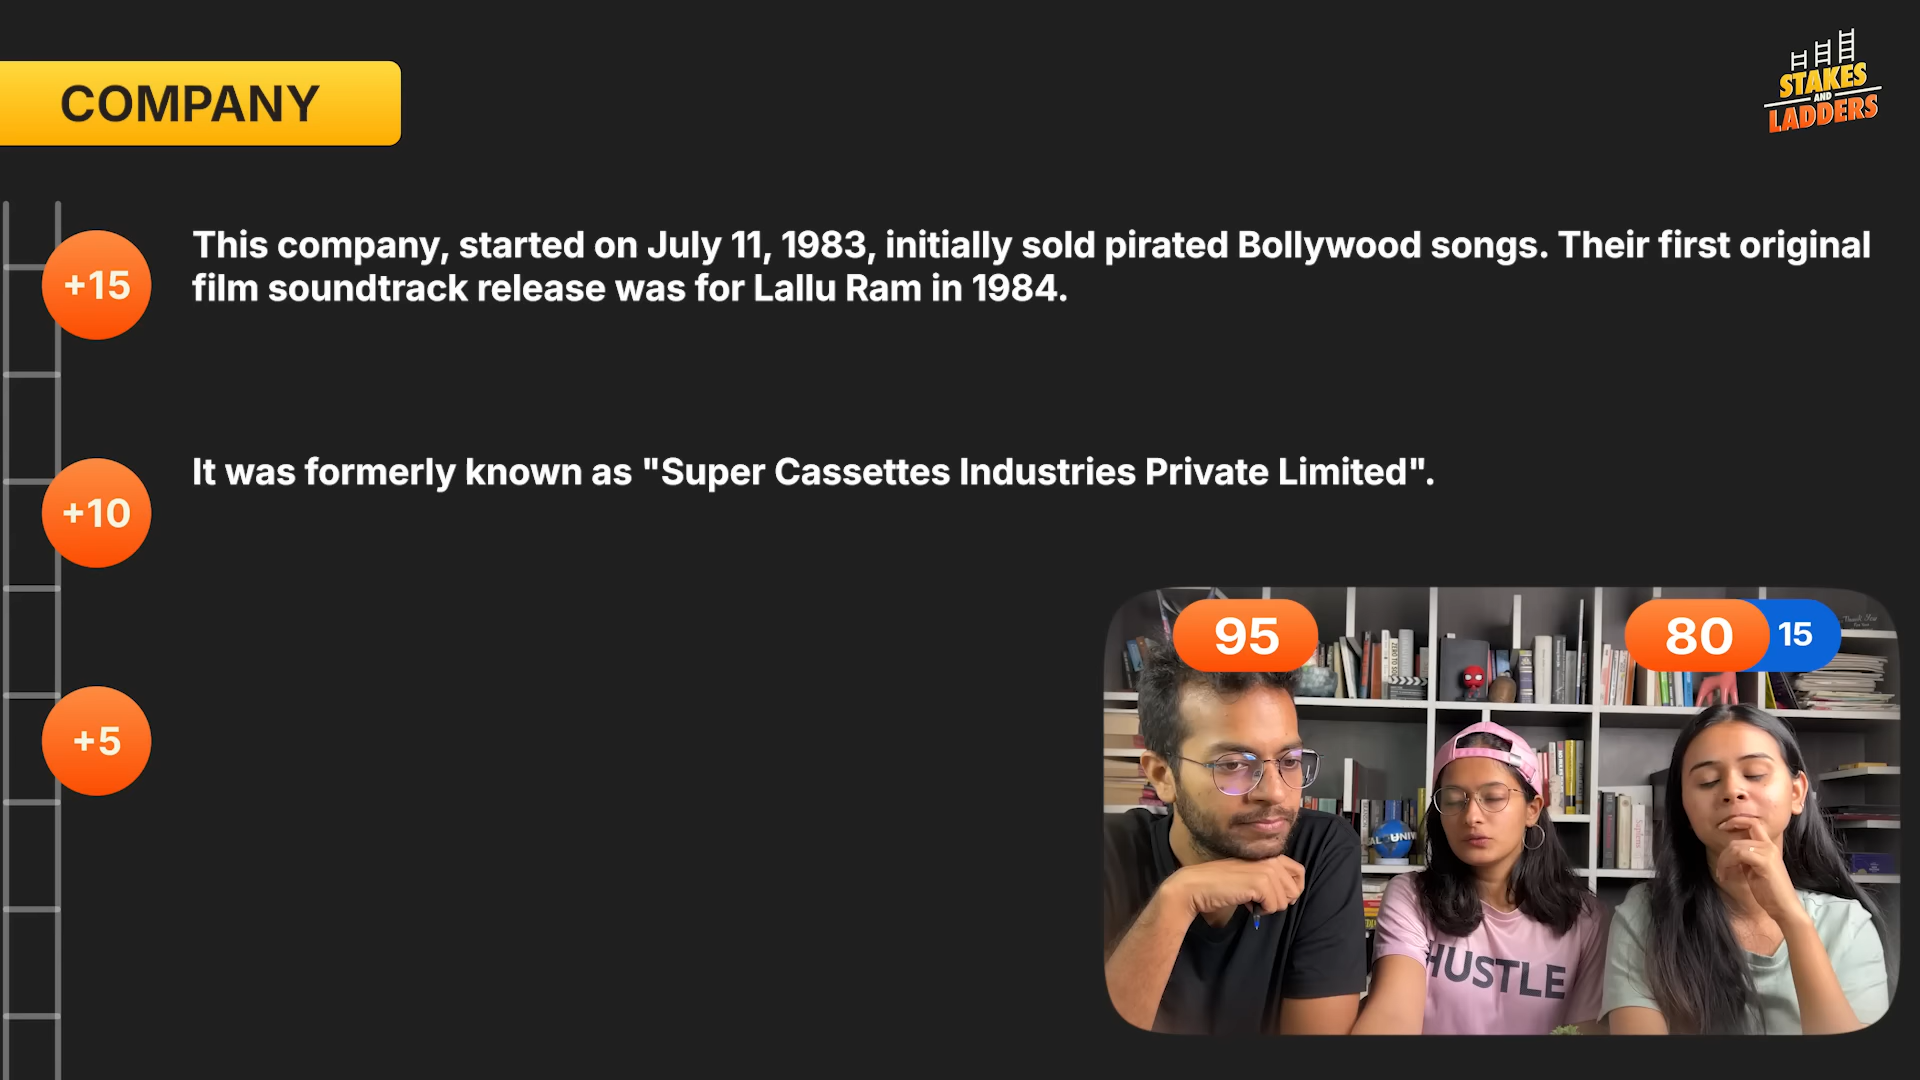 COMPANY
STAKES
AND
LADDERS
+15
This company, started on July 11, 1983, initially sold pirated Bollywood songs. Their first original
film soundtrack release was for Lallu Ram in 1984.
+10
It was formerly known as "Super Cassettes Industries Private Limited".
+5
95
80
15
HUSTLE